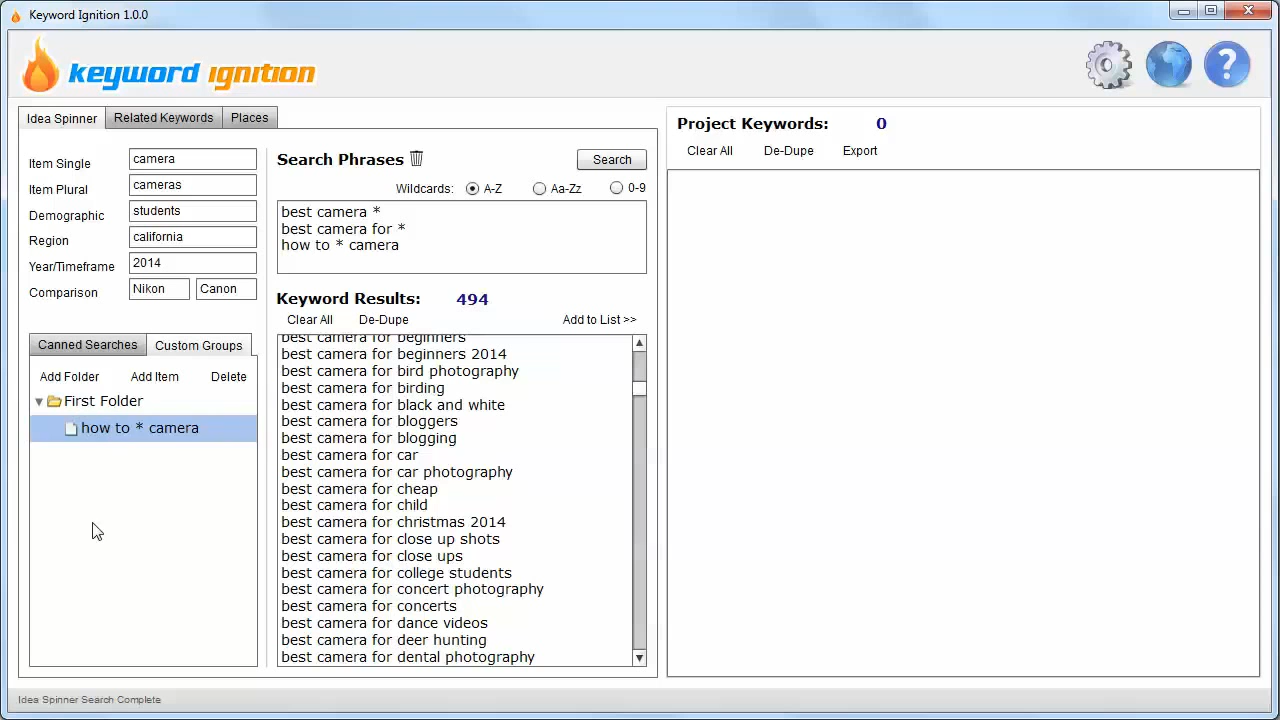 Keyword Ignition 1.0.0
keyword ignition
Idea Spinner
Related Keywords
Places
Item Single
camera
Item Plural
cameras
Demographic
students
Region
california
Year/Timeframe
2014
Comparison
Nikon
Canon
Canned Searches
Custom Groups
Add Folder
Add Item
Delete
First Folder
how to * camera
Search Phrases
Search
Wildcards:
A-Z
Aa-Zz
0-9
best camera *
best camera for *
how to * camera
Keyword Results: 494
Clear All
De-Dupe
Add to List >>
best camera for beginners
best camera for beginners 2014
best camera for bird photography
best camera for birding
best camera for black and white
best camera for bloggers
best camera for blogging
best camera for car
best camera for car photography
best camera for cheap
best camera for child
best camera for christmas 2014
best camera for close up shots
best camera for close ups
best camera for college students
best camera for concert photography
best camera for concerts
best camera for dance videos
best camera for deer hunting
best camera for dental photography
Project Keywords: 0
Clear All
De-Dupe
Export
Idea Spinner Search Complete